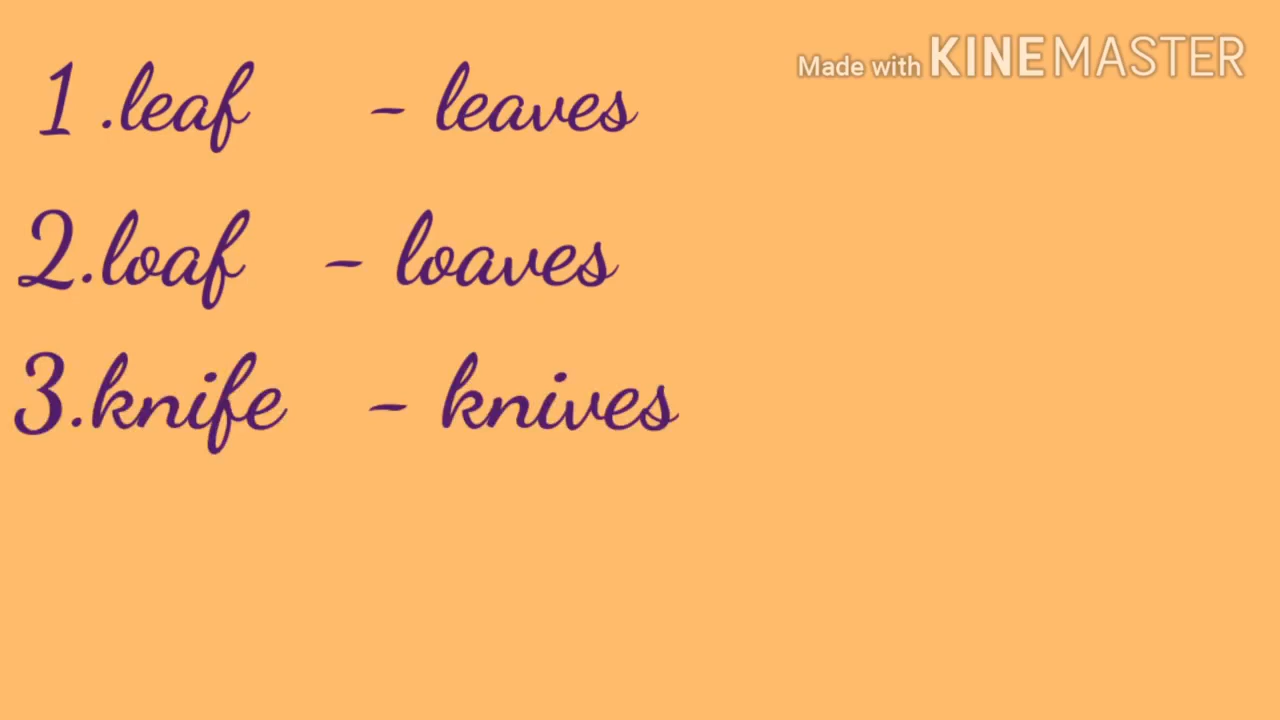 Made with KINEMASTER
1 .leaf - leaves
2.loaf - loaves
3.knife - knives